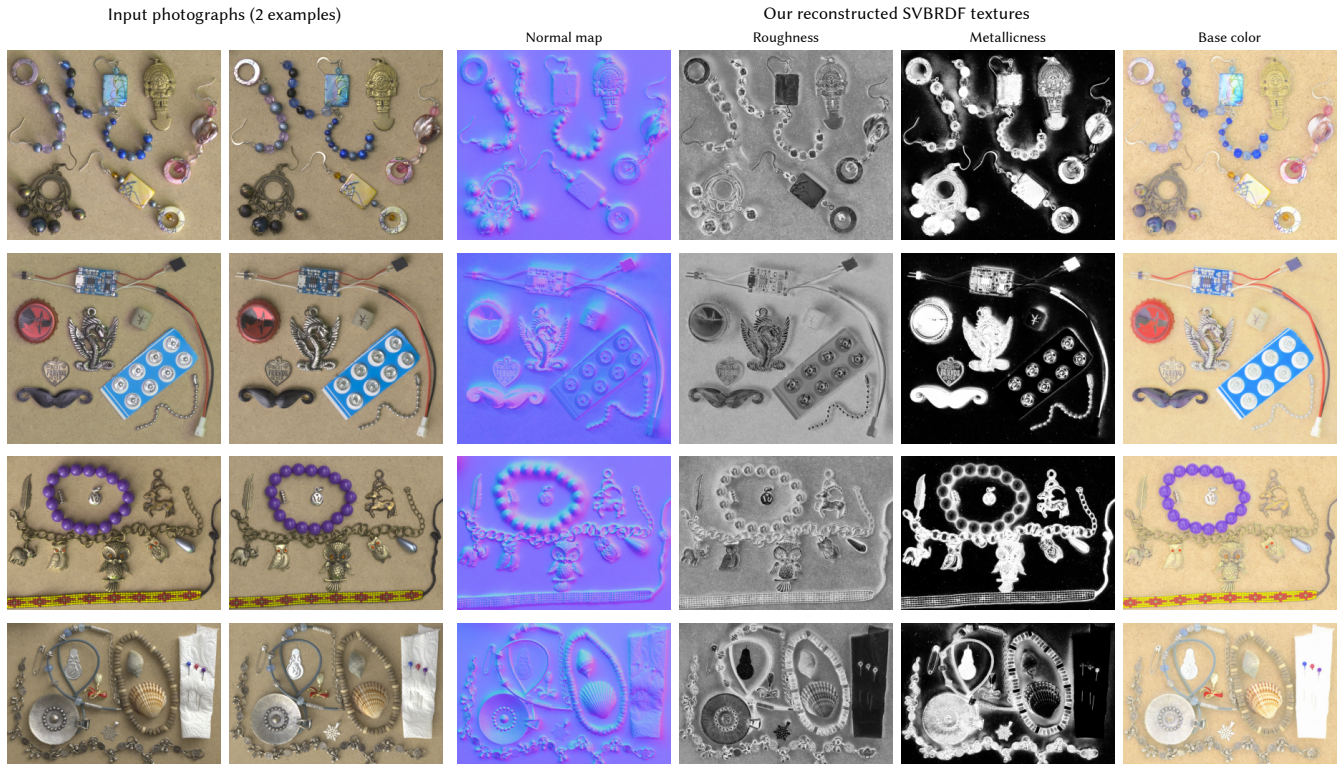 Input photographs (2 examples)
Our reconstructed SVBRDF textures
Normal map
Roughness
Metallicness
Base color